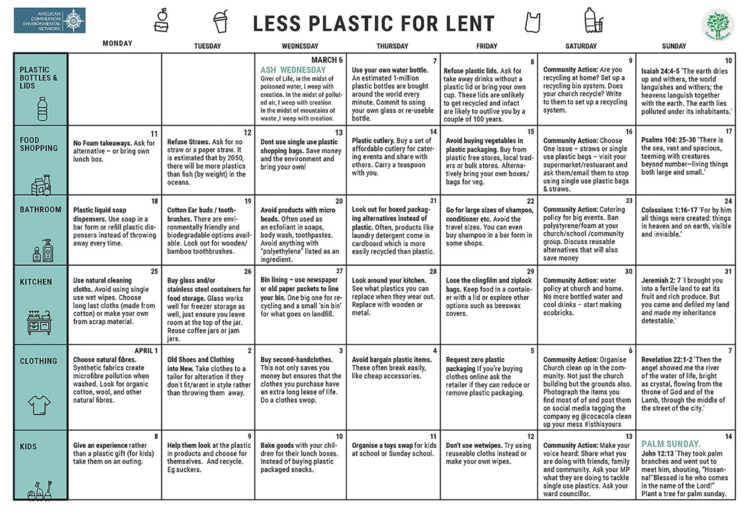 ANGLICAN
COMMUNION
ENVIRONMENTAL
NETWORK
LESS PLASTIC FOR LENT
MONDAY
TUESDAY
WEDNESDAY
THURSDAY
FRIDAY
SATURDAY
SUNDAY
PLASTIC
BOTTLES &
LIDS
MARCH 6
ASH WEDNESDAY
Giver of Life, in the midst of
poisoned water, I weep with
creation. In the midst of pollut-
ed air, I weep with creation
In the midst of mountains of
waste ,I weep with creation.
7
Use your own water bottle.
An estimated 1-million
plastic bottles are bought
around the world every
minute. Commit to using
your own glass or re-useble
bottle.
8
Refuse plastic lids. Ask for
take away drinks without a
plastic lid or bring your own
cup. These lids are unlikely
to get recycled and infact
are likely to outlive you by a
couple of 100 years.
9
Community Action- Are you
recycling at home? Set up a
recycling bin system. Does
your church recycle? Write
to them to set up a recycling
system.
10
Isaiah 24:4-5 'The earth dries
up and withers, the world
languishes and withers; the
heavens languish together
with the earth. The earth lies
polluted under its inhabitants.'
FOOD
SHOPPING
11
No Foam takeaways. Ask for
alternative – or bring own
lunch box.
12
Refuse Straws. Ask for no
straw or a paper straw. It
is estimated that by 2050,
there will be more plastics
than fish (by weight) in the
oceans.
13
Dont use single use plastic
shopping bags. Save money
and the environment and
bring your own!
14
Plastic cutlery. Buy a set of
affordable cutlery for cater-
ing events and share with
others. Carry a teaspoon
with you.
15
Avoid buying vegetables in
plastic packaging. Buy from
plastic free stores, local trad-
ers or bulk stores. Alterna-
tively bring your own boxes/
bags for veg.
16
Community Action: Choose
One issue – straws or single
use plastic bags – visit your
supermarket/restuarant and
ask them/email them to stop
using single use plastic bags
& straws.
17
Psalms 104: 25-30 'There is
the sea, vast and spacious,
teeming with creatures
beyond number—living things
both large and small.'
BATHROOM
18
Plastic liquid soap
dispensers. Use soap in a
bar form or refill plastic dis-
pensers instead of throwing
away every time.
19
Cotton Ear buds / tooth-
brushes. There are envi-
ronmentally friendly and
biodegradable options avail-
able. Look out for wooden/
bamboo toothbrushes.
20
Avoid products with micro
beads. Often used as
an exfoliant in soaps,
body wash, toothpastes.
Avoid anything with
"polyethylene" listed as an
ingredient.
21
Look out for boxed packag-
ing alternatives instead of
plastic. Often, products like
laundry detergent come in
cardboard which is more
easily recycled than plastic.
22
Go for large sizes of shampoo,
conditioner etc. Avoid the
travel sizes. You can even
buy shampoo in a bar form in
some shops.
23
Community Action: Catering
policy for big events. Ban
polystyrene/foam at your
church/school /community
group. Discuss reusable
alternatives that will also
save money
24
Colossians 1:16-17 'For by him
all things were created: things
in heaven and on earth, visible
and invisible.'
KITCHEN
25
Use natural cleaning
cloths. Avoid using single
use wet wipes. Choose
long last cloths (made from
cotton) or make your own
from scrap material.
26
Buy glass and/or
stainless steel containers for
food storage. Glass works
well for freezer storage as
well, just ensure you leave
room at the top of the jar.
Reuse coffee jars or jam
jars.
27
Bin lining – use newspaper
or old paper packets to line
your bin. One big one for re-
cycling and a small 'sin bin'
for what goes on landfill.
28
Look around your kitchen.
See what plastics you can
replace when they wear out.
Replace with wooden or
metal.
29
Lose the clingfilm and ziplock
bags. Keep food in a contain-
er with a lid or explore other
options such as beeswax
covers.
30
Community Action: water
policy at church and home.
No more bottled water and
cool drinks – start making
ecobricks.
31
Jeremiah 2: 7 'I brought you
into a fertile land to eat its
fruit and rich produce. But
you came and defiled my land
and made my inheritance
detestable.'
CLOTHING
APRIL 1
Choose natural fibres.
Synthetic fabrics create
microfibre pollution when
washed. Look for organic
cotton, wool, and other
natural fibres.
2
Old Shoes and Clothing
into New. Take clothes to a
tailor for alteration if they
don't fit/arent in style rather
than throwing them away.
3
Buy second-handclothes.
This not only saves you
money but ensures that the
clothes you purchase have
an extra long lease of life.
Do a clothes swop.
4
Avoid bargain plastic items.
These often break easily,
like cheap accessories.
5
Request zero plastic
packaging If you're buying
clothes online ask the
retailer if they can reduce or
remove plastic packaging.
6
Community Action: Organise
Church clean up in the com-
munity. Not just the church
building but the grounds also.
Photograph the items you
find most of and post them
on social media tagging the
company eg @cocacola clean
up your mess #isthisyours
7
Revelation 22:1-2 'Then the
angel showed me the river
of the water of life, bright
as crystal, flowing from the
throne of God and of the
Lamb, through the middle of
the street of the city.'
KIDS
8
Give an experience rather
than a plastic gift (for kids)
take them on an outing.
9
Help them look at the plastic
in products and choose for
themselves. And recycle.
Eg suckers.
10
Bake goods with your chil-
dren for their lunch boxes.
Instead of buying plastic
packaged snacks.
11
Organise a toys swap for kids
at school or Sunday school.
12
Don't use wetwipes. Try using
reuseable cloths instead or
make your own wipes.
13
Community Action: Make your
voice heard: Share what you
are doing with friends, family
and community. Ask your MP
what they are doing to tackle
single use plastics. Ask your
ward councillor.
14
PALM SUNDAY.
John 12:13 'They took palm
branches and went out to
meet him, shouting, "Hosan-
na!"Blessed is he who comes
in the name of the Lord!"
Plant a tree for palm sunday.